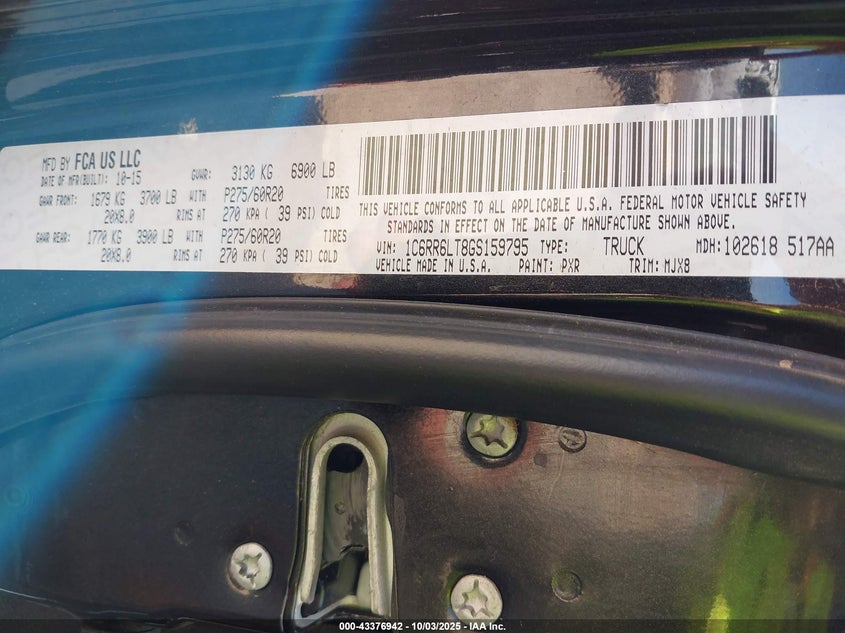 MFD BY FCA US LLC
DATE OF MFR(BUILT): 10-15 GVWR: 3130 KG 6900 LB
GAWR FRONT: 1679 KG 3700 LB WITH P275/60R20 TIRES
20X8.0 RIMS AT 270 KPA ( 39 PSI) COLD
GAWR REAR: 1770 KG 3900 LB WITH P275/60R20 TIRES
20X8.0 RIMS AT 270 KPA ( 39 PSI) COLD
THIS VEHICLE CONFORMS TO ALL APPLICABLE U.S.A. FEDERAL MOTOR VEHICLE SAFETY
STANDARDS IN EFFECT ON THE DATE OF MANUFACTURE SHOWN ABOVE.
VIN: 1C6RR6LT8GS159795 TYPE: TRUCK MDH: 102618 517AA
VEHICLE MADE IN U.S.A. PAINT: PXR TRIM: MJX8
000-43376942 - 10/03/2025 - IAA Inc.